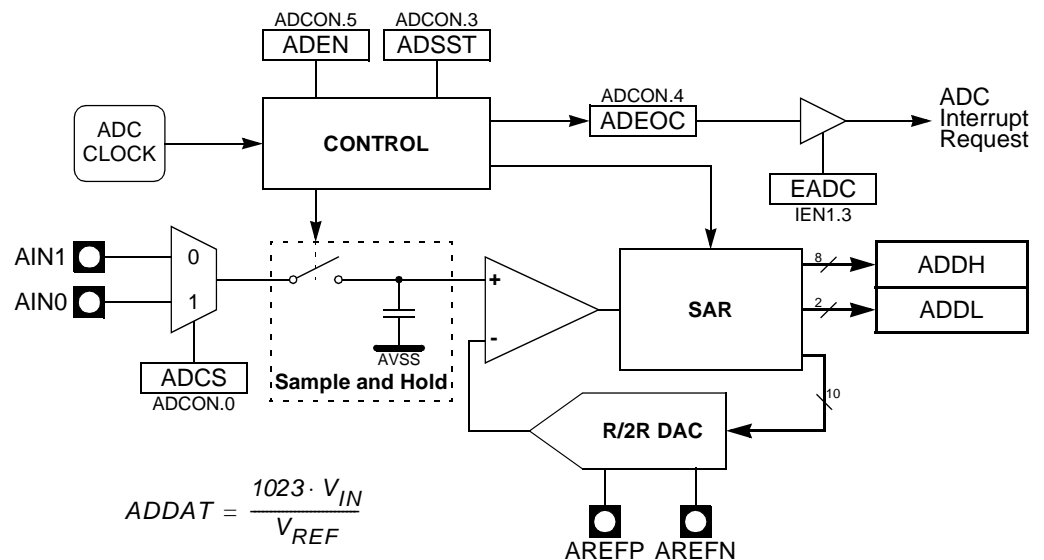 ADCON.5
ADEN
ADCON.3
ADSST
ADC
CLOCK
CONTROL
ADCON.4
ADEOC
ADC
Interrupt
Request
EADC
IEN1.3
AIN1
AIN0
0
1
ADCS
ADCON.0
AVSS
Sample and Hold
+
-
SAR
8
ADDH
2
ADDL
10
R/2R DAC
AREFP
AREFN
ADDAT = 1023 · V_IN / V_REF